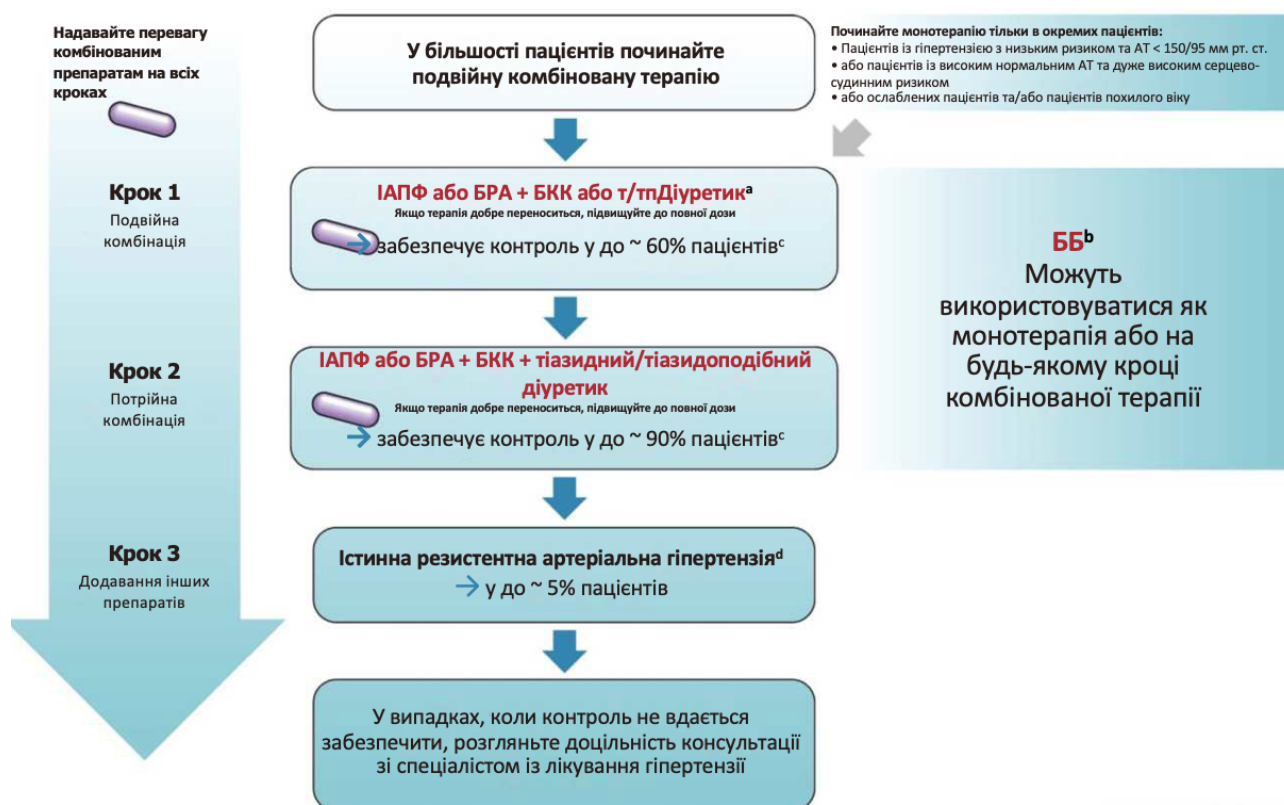 Надавайте перевагу
комбінованим
препаратам на всіх
кроках
У більшості пацієнтів починайте
подвійну комбіновану терапію
Починайте монотерапію тільки в окремих пацієнтів:
• Пацієнтів із гіпертензією з низьким ризиком та АТ < 150/95 мм рт. ст.
• або пацієнтів із високим нормальним АТ та дуже високим серцево-
судинним ризиком
• або ослаблених пацієнтів та/або пацієнтів похилого віку
Крок 1
Подвійна
комбінація
ІАПФ або БРА + БКК або т/тпДіуретикᵃ
Якщо терапія добре переноситься, підвищуйте до повної дози
→ забезпечує контроль у до ~ 60% пацієнтівᶜ
ББᵇ
Можуть
використовуватися як
монотерапія або на
будь-якому кроці
комбінованої терапії
Крок 2
Потрійна
комбінація
ІАПФ або БРА + БКК + тіазидний/тіазидоподібний
діуретик
Якщо терапія добре переноситься, підвищуйте до повної дози
→ забезпечує контроль у до ~ 90% пацієнтівᶜ
Крок 3
Додавання інших
препаратів
Істинна резистентна артеріальна гіпертензіяᵈ
→ у до ~ 5% пацієнтів
У випадках, коли контроль не вдається
забезпечити, розгляньте доцільність консультації
зі спеціалістом із лікування гіпертензії